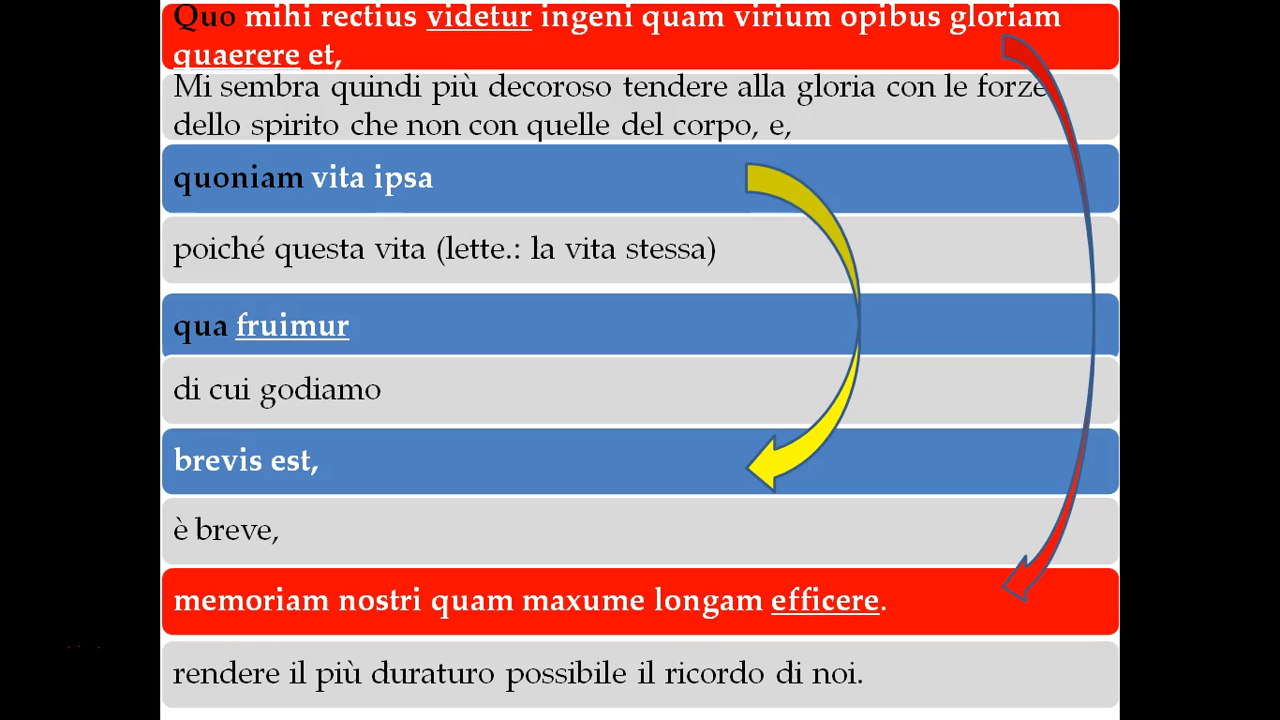 Quo mihi rectius videtur ingeni quam virium opibus gloriam
quaerere et,
Mi sembra quindi più decoroso tendere alla gloria con le forze
dello spirito che non con quelle del corpo, e,
quoniam vita ipsa
poiché questa vita (lette.: la vita stessa)
qua fruimur
di cui godiamo
brevis est,
è breve,
memoriam nostri quam maxume longam efficere.
rendere il più duraturo possibile il ricordo di noi.